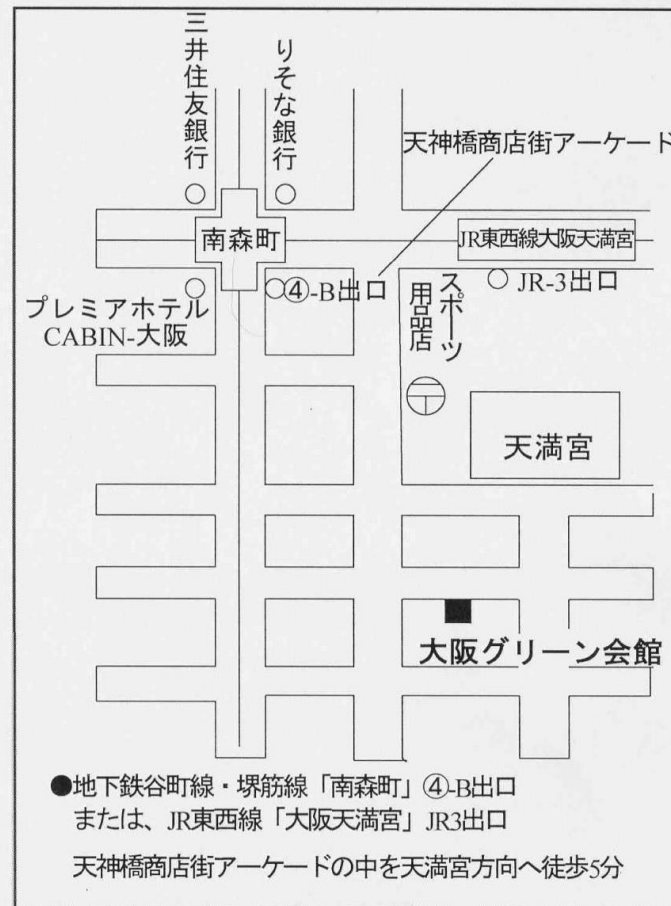 三井住友銀行
りそな銀行
天神橋商店街アーケード
南森町
JR東西線大阪天満宮
プレミアホテル
CABIN-大阪
④-B出口
スポーツ
用品店
JR-3出口
天満宮
大阪グリーン会館
●地下鉄谷町線・堺筋線「南森町」④-B出口
または、JR東西線「大阪天満宮」JR3出口
天神橋商店街アーケードの中を天満宮方向へ徒歩5分